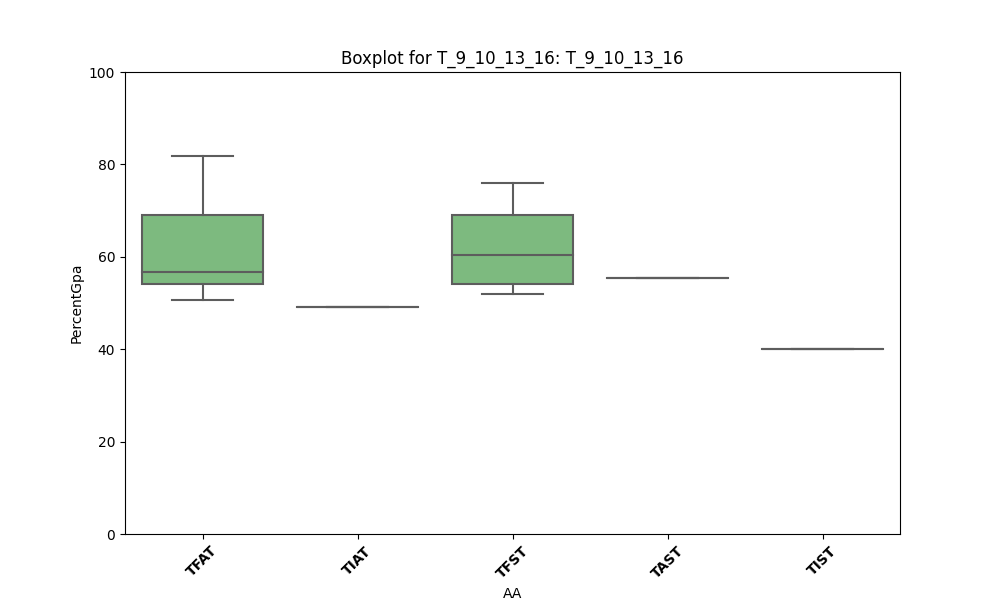 Boxplot for T_9_10_13_16: T_9_10_13_16
100
80
60
40
20
0
PercentGpa
TFAT
TIAT
TFST
TAST
TIST
AA